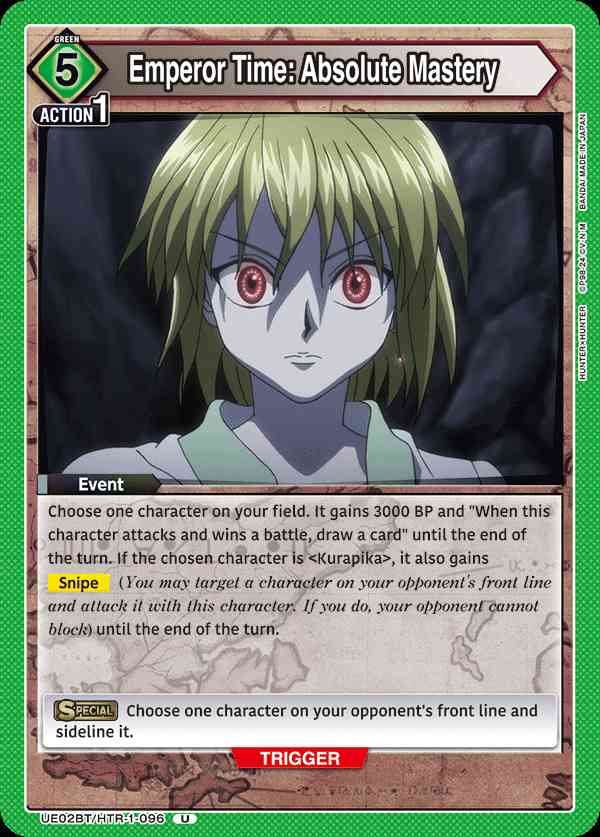 GREEN
5
Emperor Time: Absolute Mastery
ACTION 1
HUNTER×HUNTER ©P98-24 ©V,N,M BANDAI MADE IN JAPAN
Event
Choose one character on your field. It gains 3000 BP and "When this
character attacks and wins a battle, draw a card" until the end of
the turn. If the chosen character is <Kurapika>, it also gains
Snipe (You may target a character on your opponent's front line
and attack it with this character. If you do, your opponent cannot
block) until the end of the turn.
SPECIAL Choose one character on your opponent's front line and
sideline it.
TRIGGER
UE02BT/HTR-1-096 U